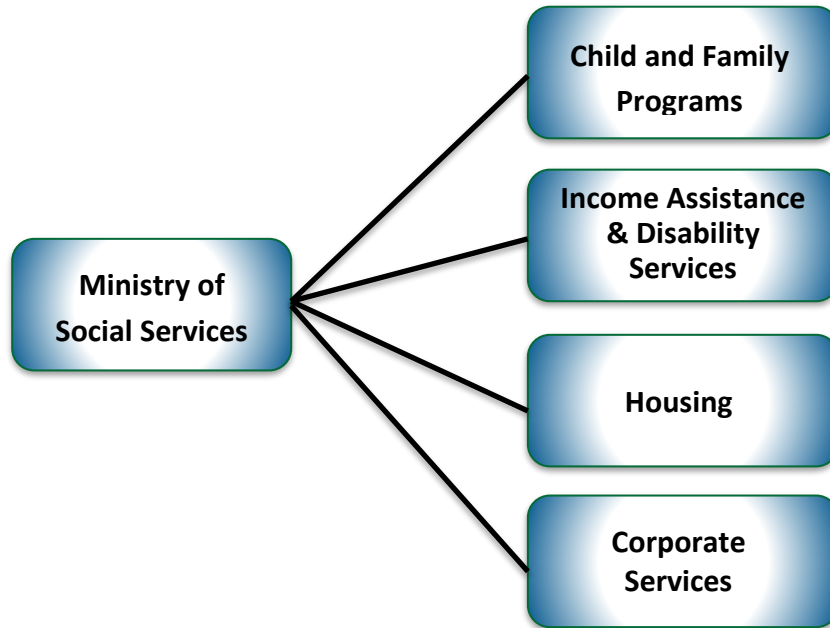 Child and Family
Programs
Income Assistance
& Disability
Services
Ministry of
Social Services
Housing
Corporate
Services